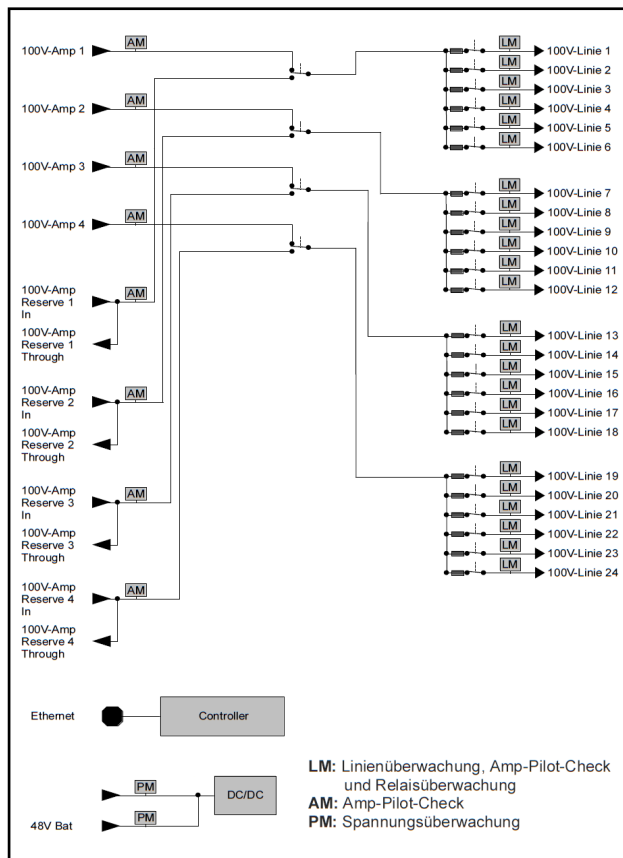 100V-Amp 1
AM
100V-Amp 2
AM
100V-Amp 3
AM
100V-Amp 4
AM
100V-Amp
Reserve 1
In
AM
100V-Amp
Reserve 1
Through
100V-Amp
Reserve 2
In
AM
100V-Amp
Reserve 2
Through
100V-Amp
Reserve 3
In
AM
100V-Amp
Reserve 3
Through
100V-Amp
Reserve 4
In
AM
100V-Amp
Reserve 4
Through
LM
100V-Linie 1
LM
100V-Linie 2
LM
100V-Linie 3
LM
100V-Linie 4
LM
100V-Linie 5
LM
100V-Linie 6
LM
100V-Linie 7
LM
100V-Linie 8
LM
100V-Linie 9
LM
100V-Linie 10
LM
100V-Linie 11
LM
100V-Linie 12
LM
100V-Linie 13
LM
100V-Linie 14
LM
100V-Linie 15
LM
100V-Linie 16
LM
100V-Linie 17
LM
100V-Linie 18
LM
100V-Linie 19
LM
100V-Linie 20
LM
100V-Linie 21
LM
100V-Linie 22
LM
100V-Linie 23
LM
100V-Linie 24
Ethernet
Controller
PM
DC/DC
48V Bat
PM
LM: Linienüberwachung, Amp-Pilot-Check
und Relaisüberwachung
AM: Amp-Pilot-Check
PM: Spannungsüberwachung